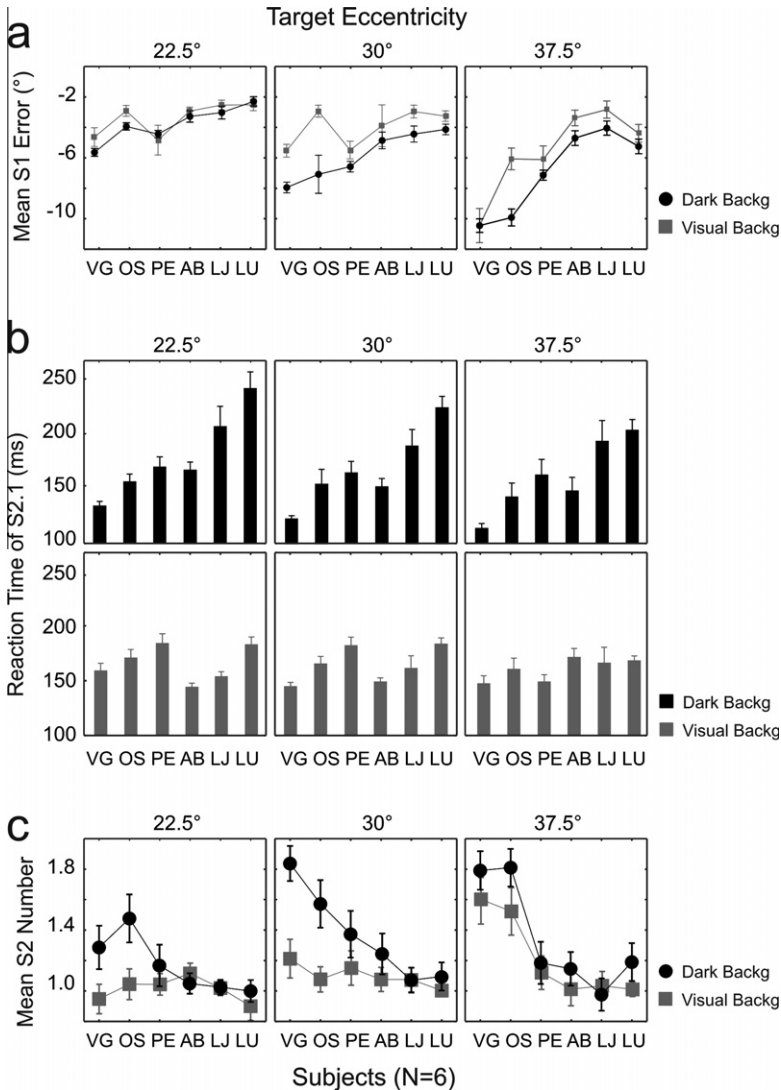 Target Eccentricity
a
22.5° 30° 37.5°
Mean S1 Error (°)
-2
-6
-10
Dark Backg
Visual Backg
VG OS PE AB LJ LU VG OS PE AB LJ LU VG OS PE AB LJ LU
b
22.5° 30° 37.5°
Reaction Time of S2.1 (ms)
250
200
150
100
250
200
150
100
Dark Backg
Visual Backg
VG OS PE AB LJ LU VG OS PE AB LJ LU VG OS PE AB LJ LU
c
22.5° 30° 37.5°
Mean S2 Number
1.8
1.4
1.0
Dark Backg
Visual Backg
VG OS PE AB LJ LU VG OS PE AB LJ LU VG OS PE AB LJ LU
Subjects (N=6)